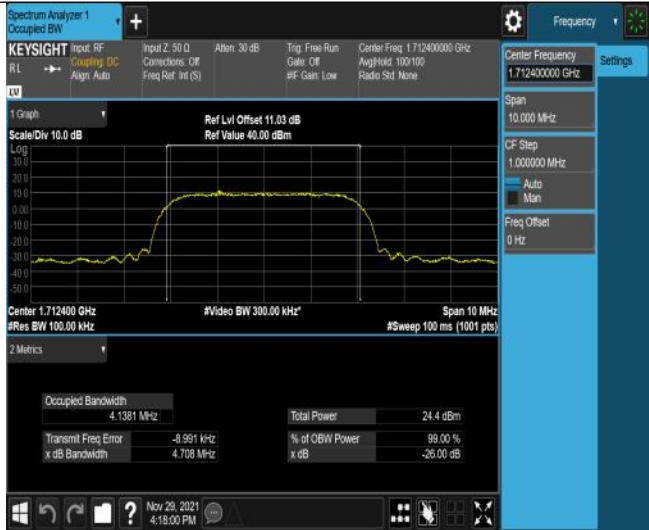 Spectrum Analyzer 1
Occupied BW
Frequency
KEYSIGHT
RL
LV
Input: RF
Coupling: DC
Align: Auto
Input Z: 50 Ω
Corrections: Off
Freq Ref: Int (S)
Atten: 30 dB
Trig: Free Run
Gate: Off
#IF Gain: Low
Center Freq: 1.712400000 GHz
Avg|Hold: 100/100
Radio Std: None
Center Frequency
1.712400000 GHz
Settings
Span
10.000 MHz
CF Step
1.000000 MHz
Auto
Man
Freq Offset
0 Hz
1 Graph
Scale/Div 10.0 dB
Ref Lvl Offset 11.03 dB
Ref Value 40.00 dBm
Log
30.0
20.0
10.0
0.00
-10.0
-20.0
-30.0
-40.0
-50.0
Center 1.712400 GHz
#Res BW 100.00 kHz
#Video BW 300.00 kHz*
Span 10 MHz
#Sweep 100 ms (1001 pts)
2 Metrics
Occupied Bandwidth
4.1381 MHz
Transmit Freq Error -8.991 kHz
x dB Bandwidth 4.708 MHz
Total Power 24.4 dBm
% of OBW Power 99.00 %
x dB -26.00 dB
?
Nov 29, 2021
4:18:00 PM